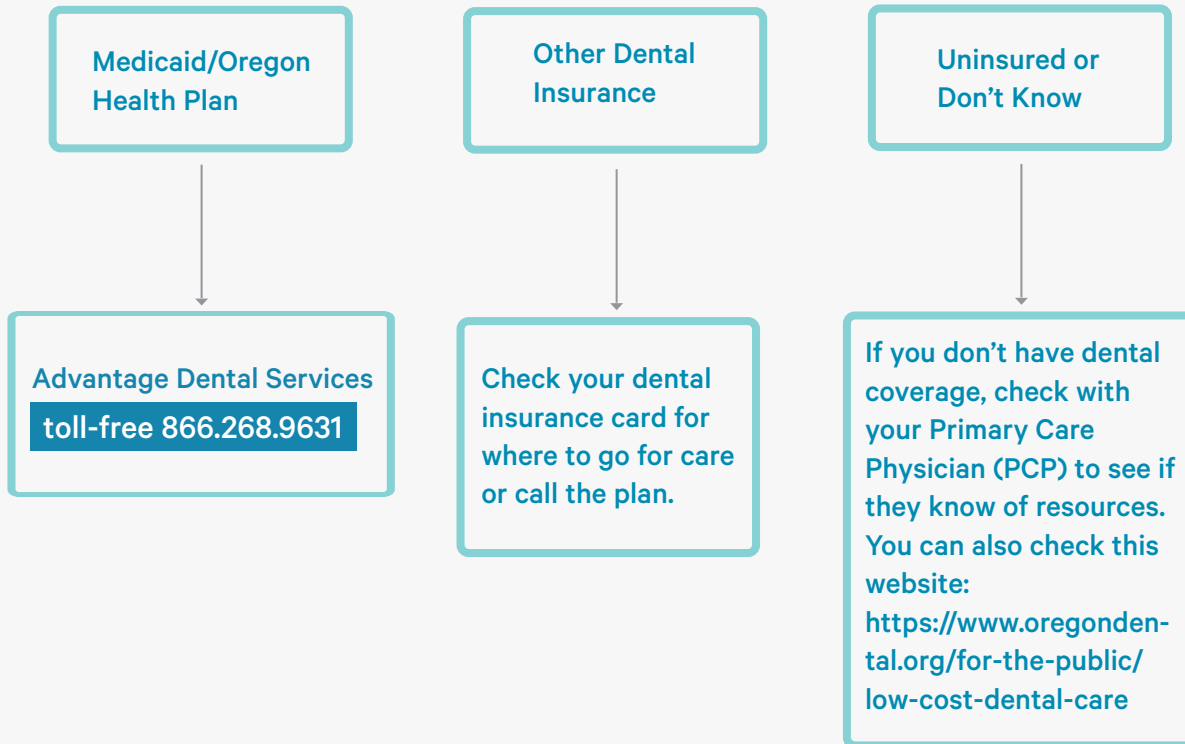 Medicaid/Oregon
Health Plan
Other Dental
Insurance
Uninsured or
Don’t Know
Advantage Dental Services
toll-free 866.268.9631
Check your dental
insurance card for
where to go for care
or call the plan.
If you don’t have dental
coverage, check with
your Primary Care
Physician (PCP) to see if
they know of resources.
You can also check this
website:
https://www.oregonden-
tal.org/for-the-public/
low-cost-dental-care